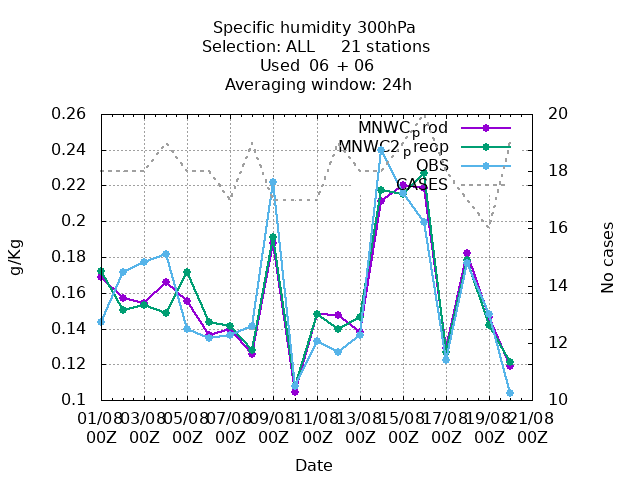 Specific humidity 300hPa
Selection: ALL 21 stations
Used 06 + 06
Averaging window: 24h
MNWC_prod
MNWC2_preop
OBS
CASES
0.26
0.24
0.22
0.2
0.18
0.16
0.14
0.12
0.1
20
18
16
14
12
10
g/Kg
No cases
01/08 03/08 05/08 07/08 09/08 11/08 13/08 15/08 17/08 19/08 21/08
00Z 00Z 00Z 00Z 00Z 00Z 00Z 00Z 00Z 00Z 00Z
Date